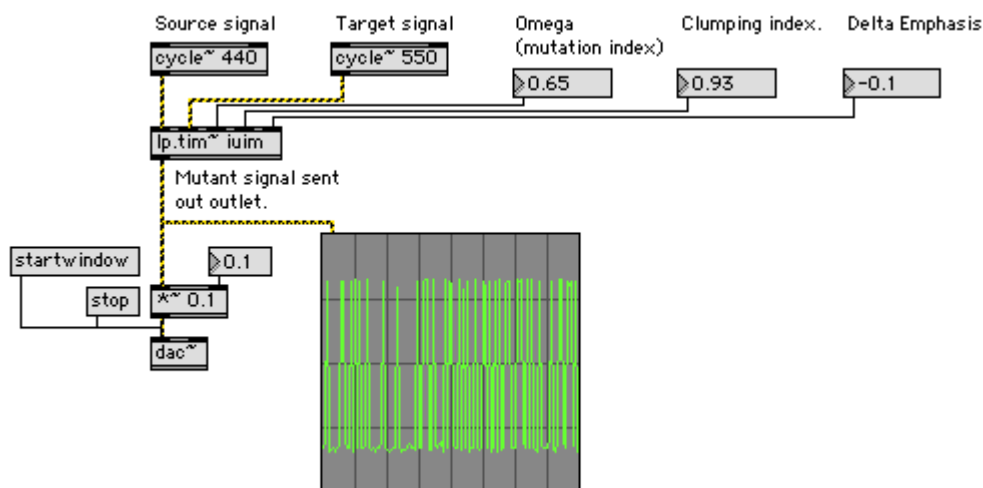 Source signal
Target signal
Omega
(mutation index)
Clumping index.
Delta Emphasis
cycle~ 440
cycle~ 550
0.65
0.93
-0.1
lp.tim~ iuim
Mutant signal sent
out outlet.
startwindow
0.1
stop
*~ 0.1
dac~